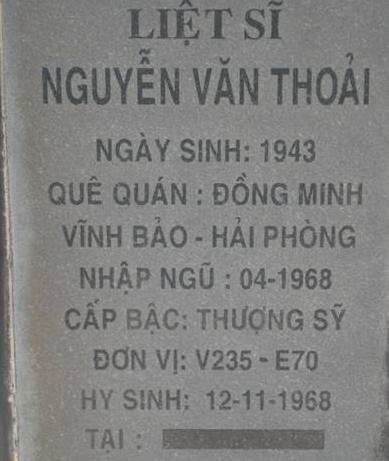 LIỆT SĨ
NGUYỄN VĂN THOẢI
NGÀY SINH: 1943
QUÊ QUÁN : ĐỒNG MINH
VĨNH BẢO - HẢI PHÒNG
NHẬP NGŨ : 04-1968
CẤP BẬC: THƯỢNG SỸ
ĐƠN VỊ: V235 - E70
HY SINH: 12-11-1968
TẠI :